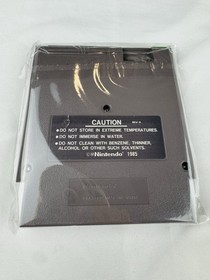 CAUTION
• DO NOT STORE IN EXTREME TEMPERATURES.
• DO NOT IMMERSE IN WATER.
• DO NOT CLEAN WITH BENZENE, THINNER,
ALCOHOL OR OTHER SUCH SOLVENTS.
©®Nintendo 1985